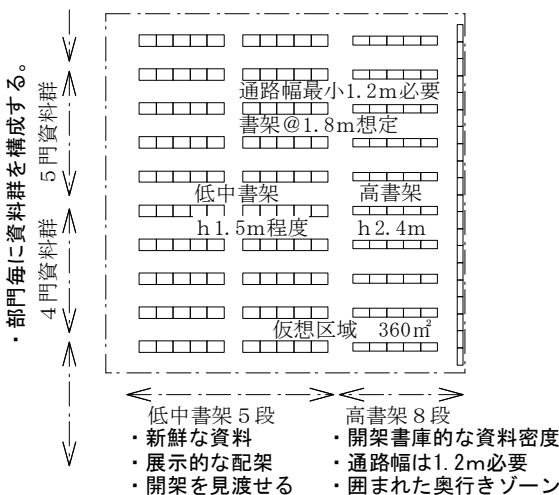 ・部門毎に資料群を構成する。
５門資料群
４門資料群
通路幅最小1.2ｍ必要
書架＠1.8ｍ想定
低中書架
ｈ1.5ｍ程度
高書架
ｈ2.4ｍ
仮想区域　360㎡
低中書架５段
・新鮮な資料
・展示的な配架
・開架を見渡せる
高書架８段
・開架書庫的な資料密度
・通路幅は1.2ｍ必要
・囲まれた奥行きゾーン